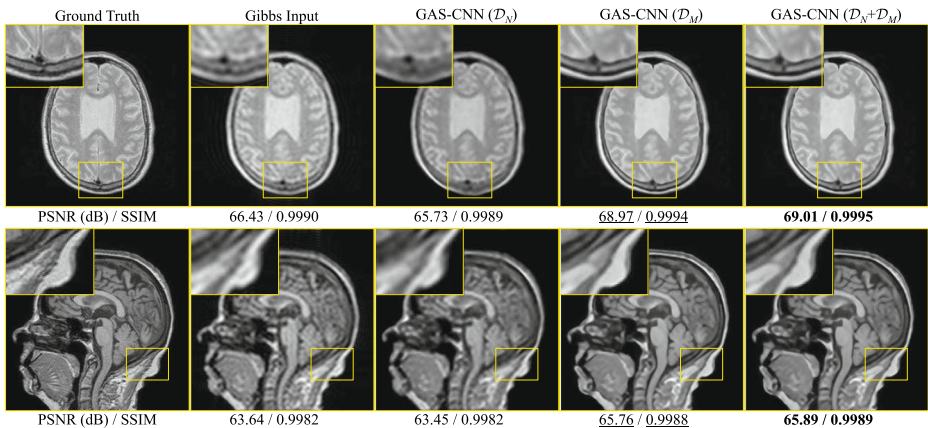 Ground Truth Gibbs Input GAS-CNN (𝒟N) GAS-CNN (𝒟M) GAS-CNN (𝒟N+𝒟M)
PSNR (dB) / SSIM 66.43 / 0.9990 65.73 / 0.9989 68.97 / 0.9994 69.01 / 0.9995
PSNR (dB) / SSIM 63.64 / 0.9982 63.45 / 0.9982 65.76 / 0.9988 65.89 / 0.9989